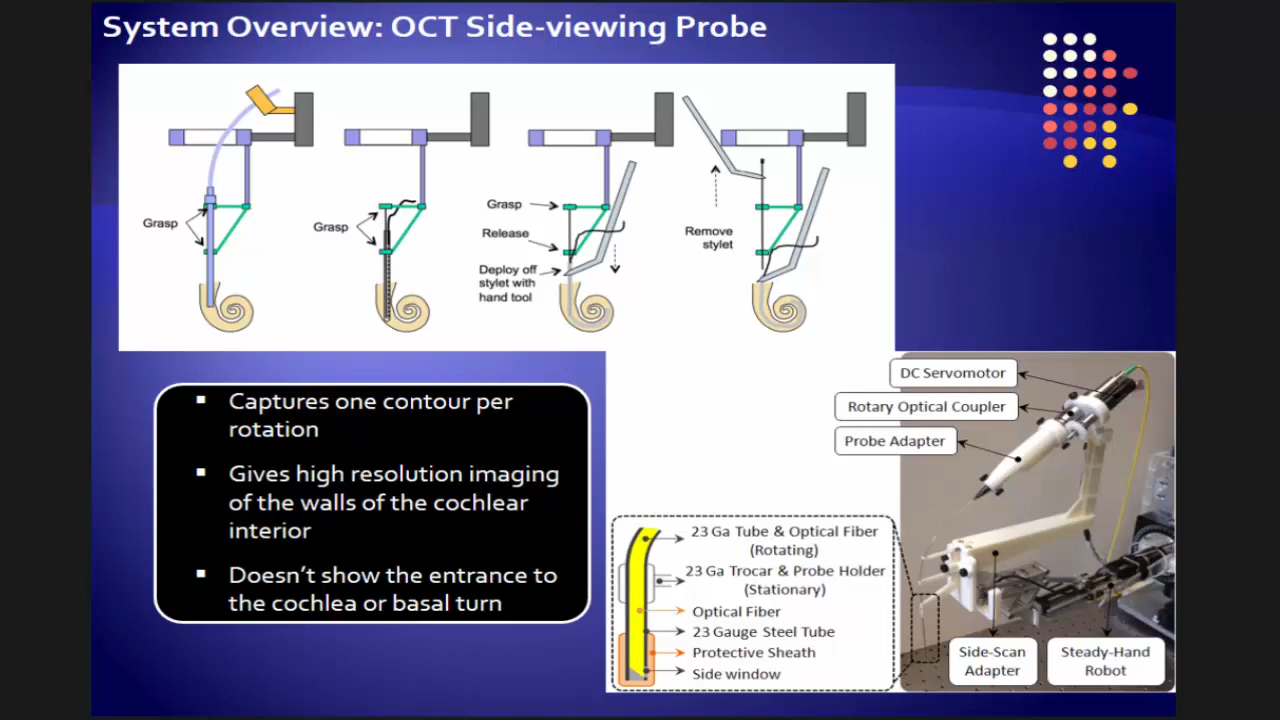 System Overview: OCT Side-viewing Probe
Grasp
Grasp
Grasp
Release
Deploy off
stylet with
hand tool
Remove
stylet
▪ Captures one contour per
rotation
▪ Gives high resolution imaging
of the walls of the cochlear
interior
▪ Doesn't show the entrance to
the cochlea or basal turn
DC Servomotor
Rotary Optical Coupler
Probe Adapter
23 Ga Tube & Optical Fiber
(Rotating)
23 Ga Trocar & Probe Holder
(Stationary)
Optical Fiber
23 Gauge Steel Tube
Protective Sheath
Side window
Side-Scan
Adapter
Steady-Hand
Robot